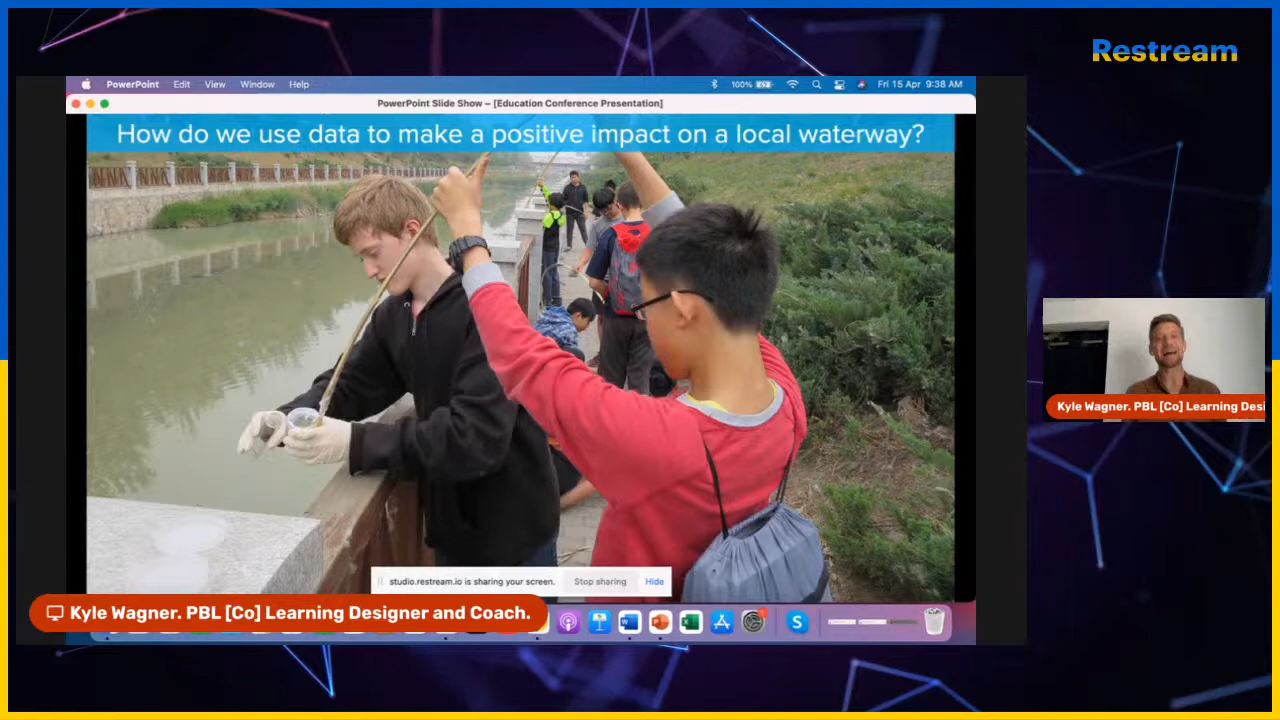 Restream
PowerPoint Edit View Window Help
100% Fri 15 Apr 9:38 AM
PowerPoint Slide Show – [Education Conference Presentation]
How do we use data to make a positive impact on a local waterway?
Kyle Wagner. PBL [Co] Learning Desi
studio.restream.io is sharing your screen. Stop sharing Hide
Kyle Wagner. PBL [Co] Learning Designer and Coach.